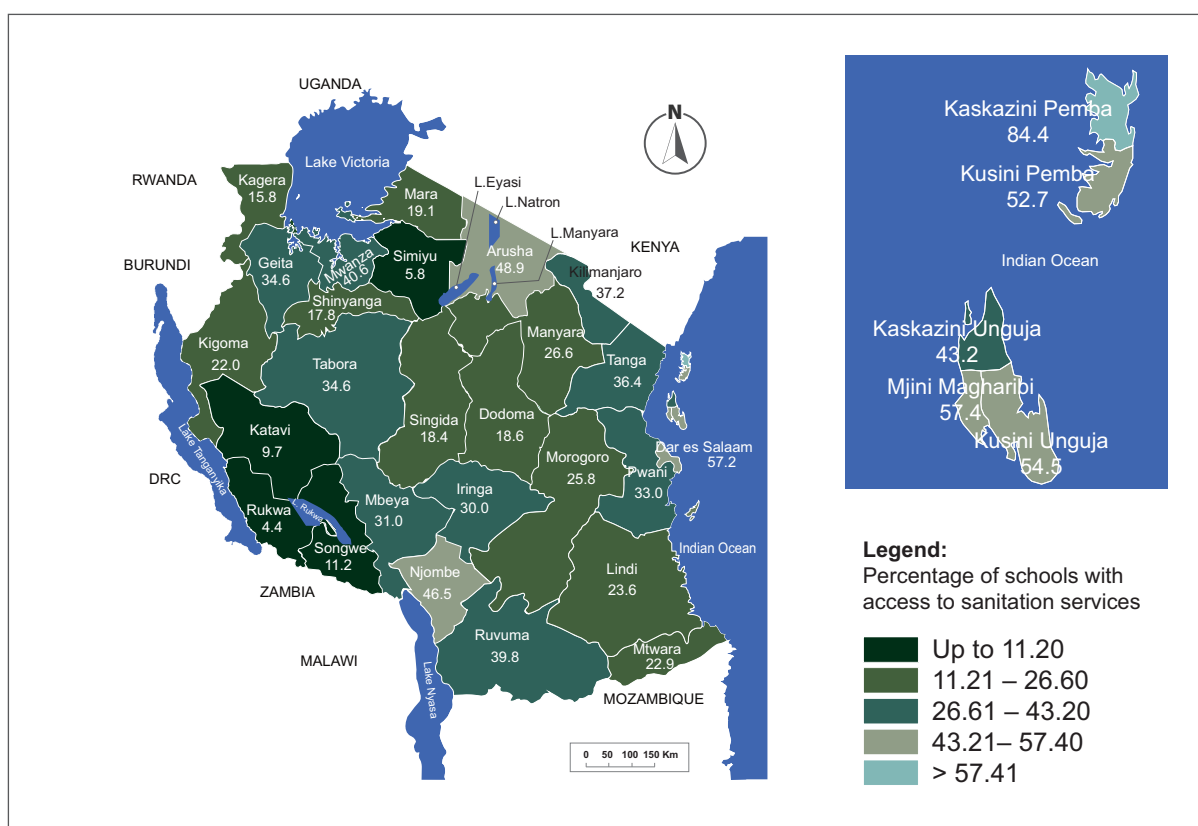 UGANDA
N
Lake Victoria
RWANDA
Kagera
15.8
Mara
19.1
L.Eyasi
L.Natron
L.Manyara
KENYA
BURUNDI
Geita
34.6
Mwanza
40.6
Simiyu
5.8
Arusha
48.9
Kilimanjaro
37.2
Shinyanga
17.8
Kigoma
22.0
Tabora
34.6
Manyara
26.6
Tanga
36.4
Singida
18.4
Dodoma
18.6
Katavi
9.7
Lake Tanganyika
DRC
Morogoro
25.8
Dar es Salaam
57.2
Pwani
33.0
Rukwa
4.4
L. Rukwa
Mbeya
31.0
Iringa
30.0
Songwe
11.2
ZAMBIA
Njombe
46.5
Lindi
23.6
Indian Ocean
Ruvuma
39.8
MALAWI
Lake Nyasa
Mtwara
22.9
MOZAMBIQUE
0 50 100 150 Km
Kaskazini Pemba
84.4
Kusini Pemba
52.7
Indian Ocean
Kaskazini Unguja
43.2
Mjini Magharibi
57.4
Kusini Unguja
54.5
Legend:
Percentage of schools with
access to sanitation services
Up to 11.20
11.21 – 26.60
26.61 – 43.20
43.21– 57.40
> 57.41